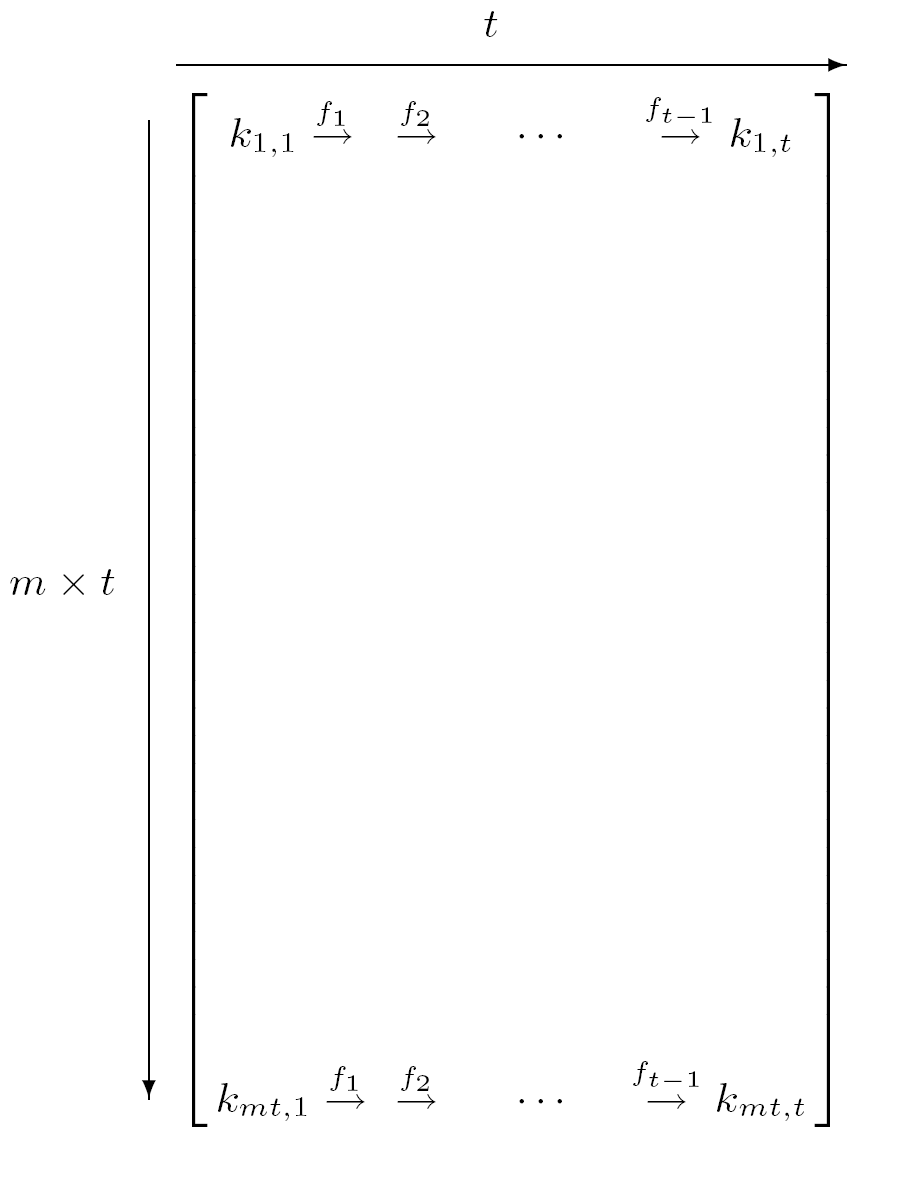 t
k_{1,1} \xrightarrow{f_1} \xrightarrow{f_2} \cdots \xrightarrow{f_{t-1}} k_{1,t}
m × t
k_{mt,1} \xrightarrow{f_1} \xrightarrow{f_2} \cdots \xrightarrow{f_{t-1}} k_{mt,t}